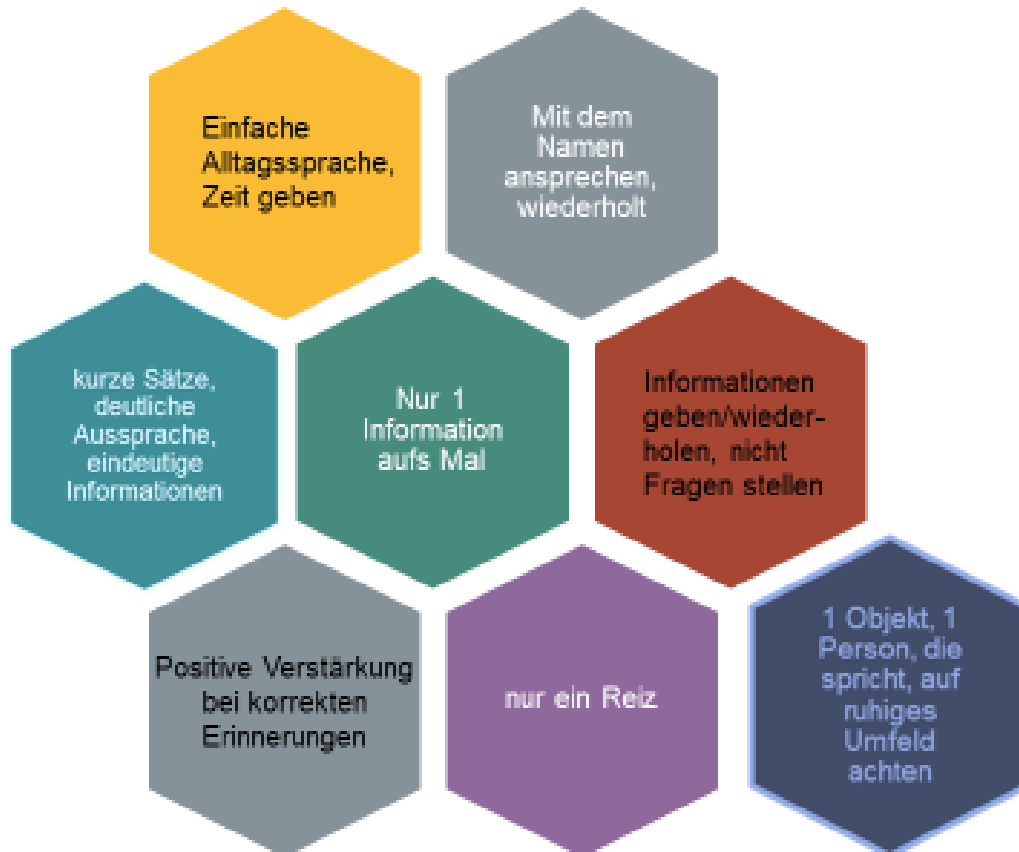 Einfache
Alltagssprache,
Zeit geben
Mit dem
Namen
ansprechen,
wiederholt
kurze Sätze,
deutliche
Aussprache,
eindeutige
Informationen
Nur 1
Information
aufs Mal
Informationen
geben/wieder-
holen, nicht
Fragen stellen
Positive Verstärkung
bei korrekten
Erinnerungen
nur ein Reiz
1 Objekt, 1
Person, die
spricht, auf
ruhiges
Umfeld
achten